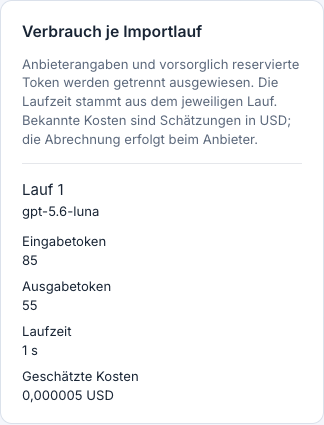 Verbrauch je Importlauf
Anbieterangaben und vorsorglich reservierte
Token werden getrennt ausgewiesen. Die
Laufzeit stammt aus dem jeweiligen Lauf.
Bekannte Kosten sind Schätzungen in USD;
die Abrechnung erfolgt beim Anbieter.
Lauf 1
gpt-5.6-luna
Eingabetoken
85
Ausgabetoken
55
Laufzeit
1 s
Geschätzte Kosten
0,000005 USD